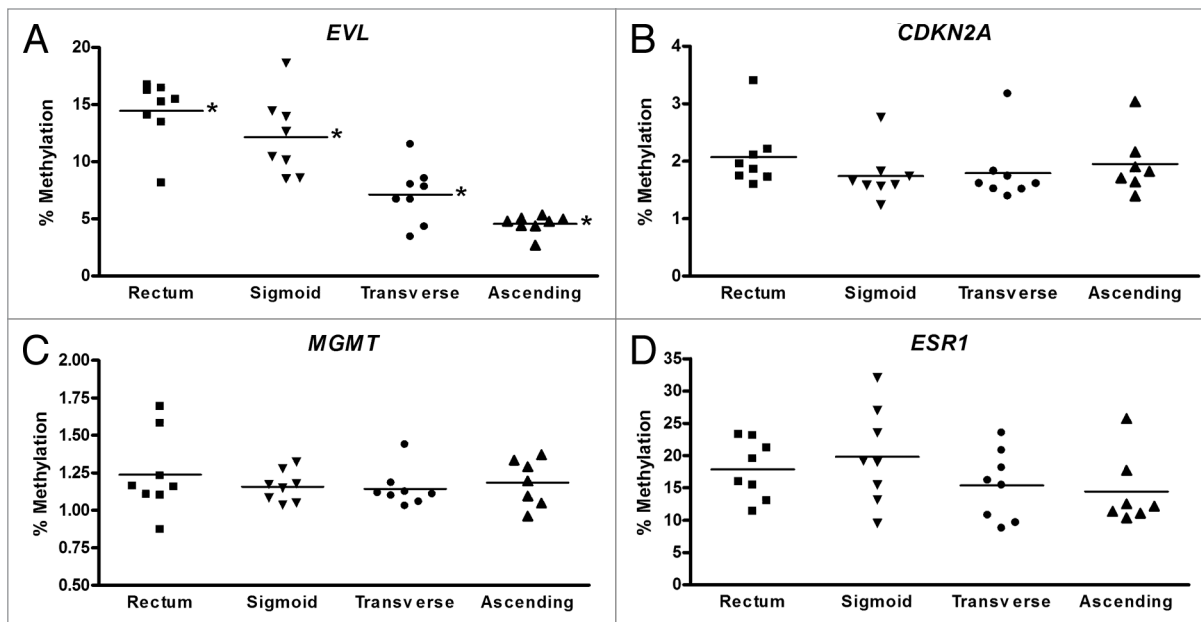 A
EVL
% Methylation
20
15
10
5
0
*
*
*
*
Rectum Sigmoid Transverse Ascending
B
CDKN2A
% Methylation
4
3
2
1
0
Rectum Sigmoid Transverse Ascending
C
MGMT
% Methylation
2.00
1.75
1.50
1.25
1.00
0.75
0.50
Rectum Sigmoid Transverse Ascending
D
ESR1
% Methylation
35
30
25
20
15
10
5
0
Rectum Sigmoid Transverse Ascending